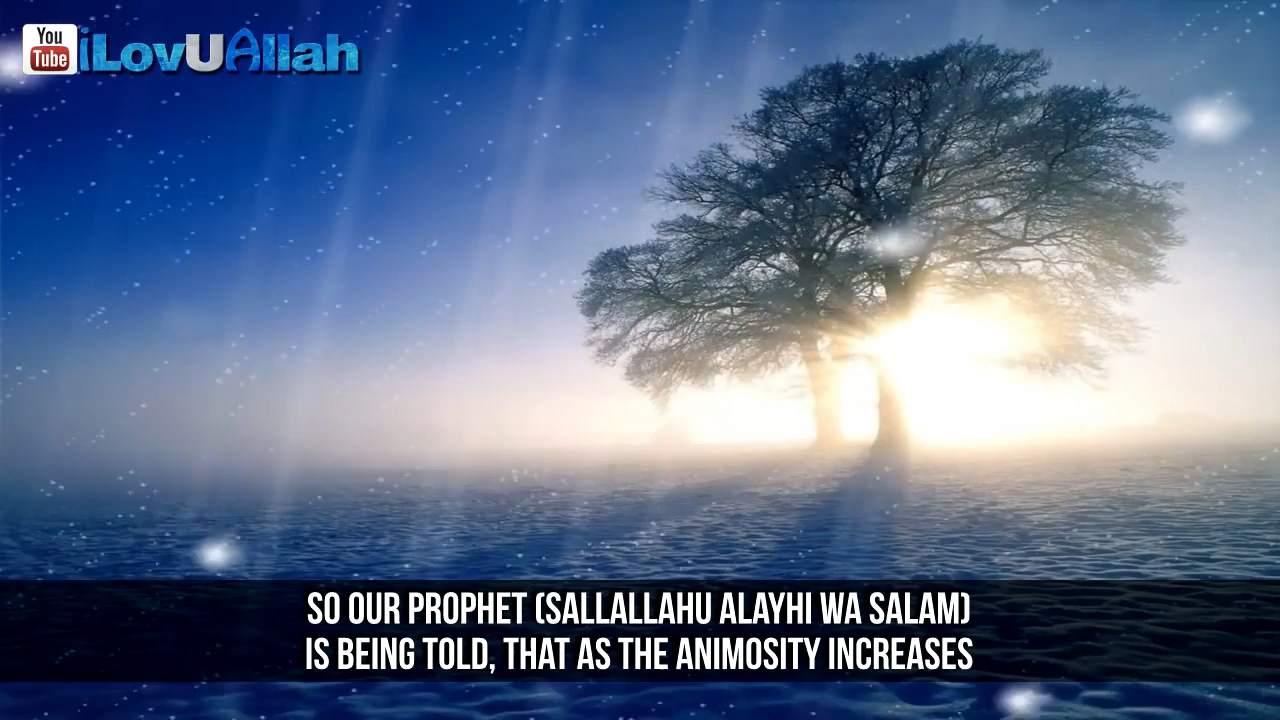 You
Tube
iLovUAllah
SO OUR PROPHET (SALLALLAHU ALAYHI WA SALAM)
IS BEING TOLD, THAT AS THE ANIMOSITY INCREASES